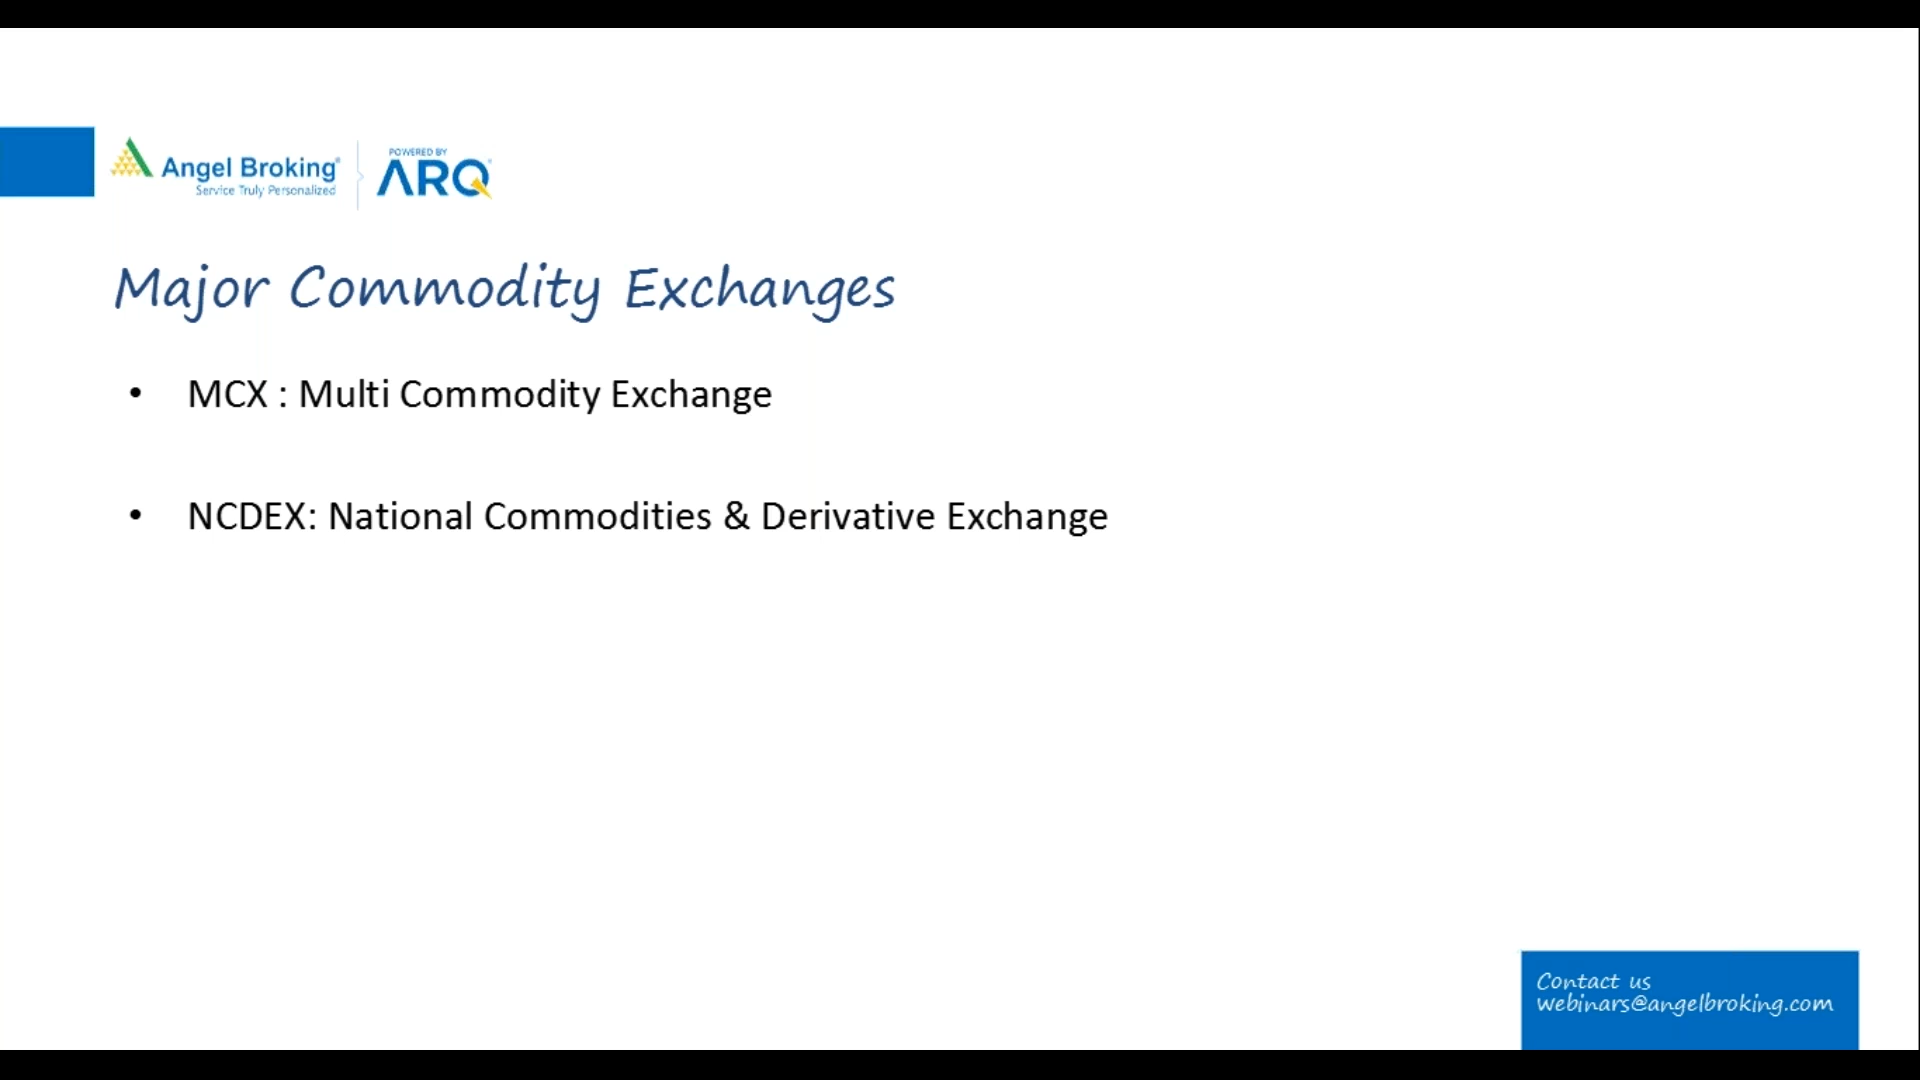 Angel Broking
Service Truly Personalized
POWERED BY
ARQ
Major Commodity Exchanges
• MCX : Multi Commodity Exchange
• NCDEX: National Commodities & Derivative Exchange
Contact us
webinars@angelbroking.com